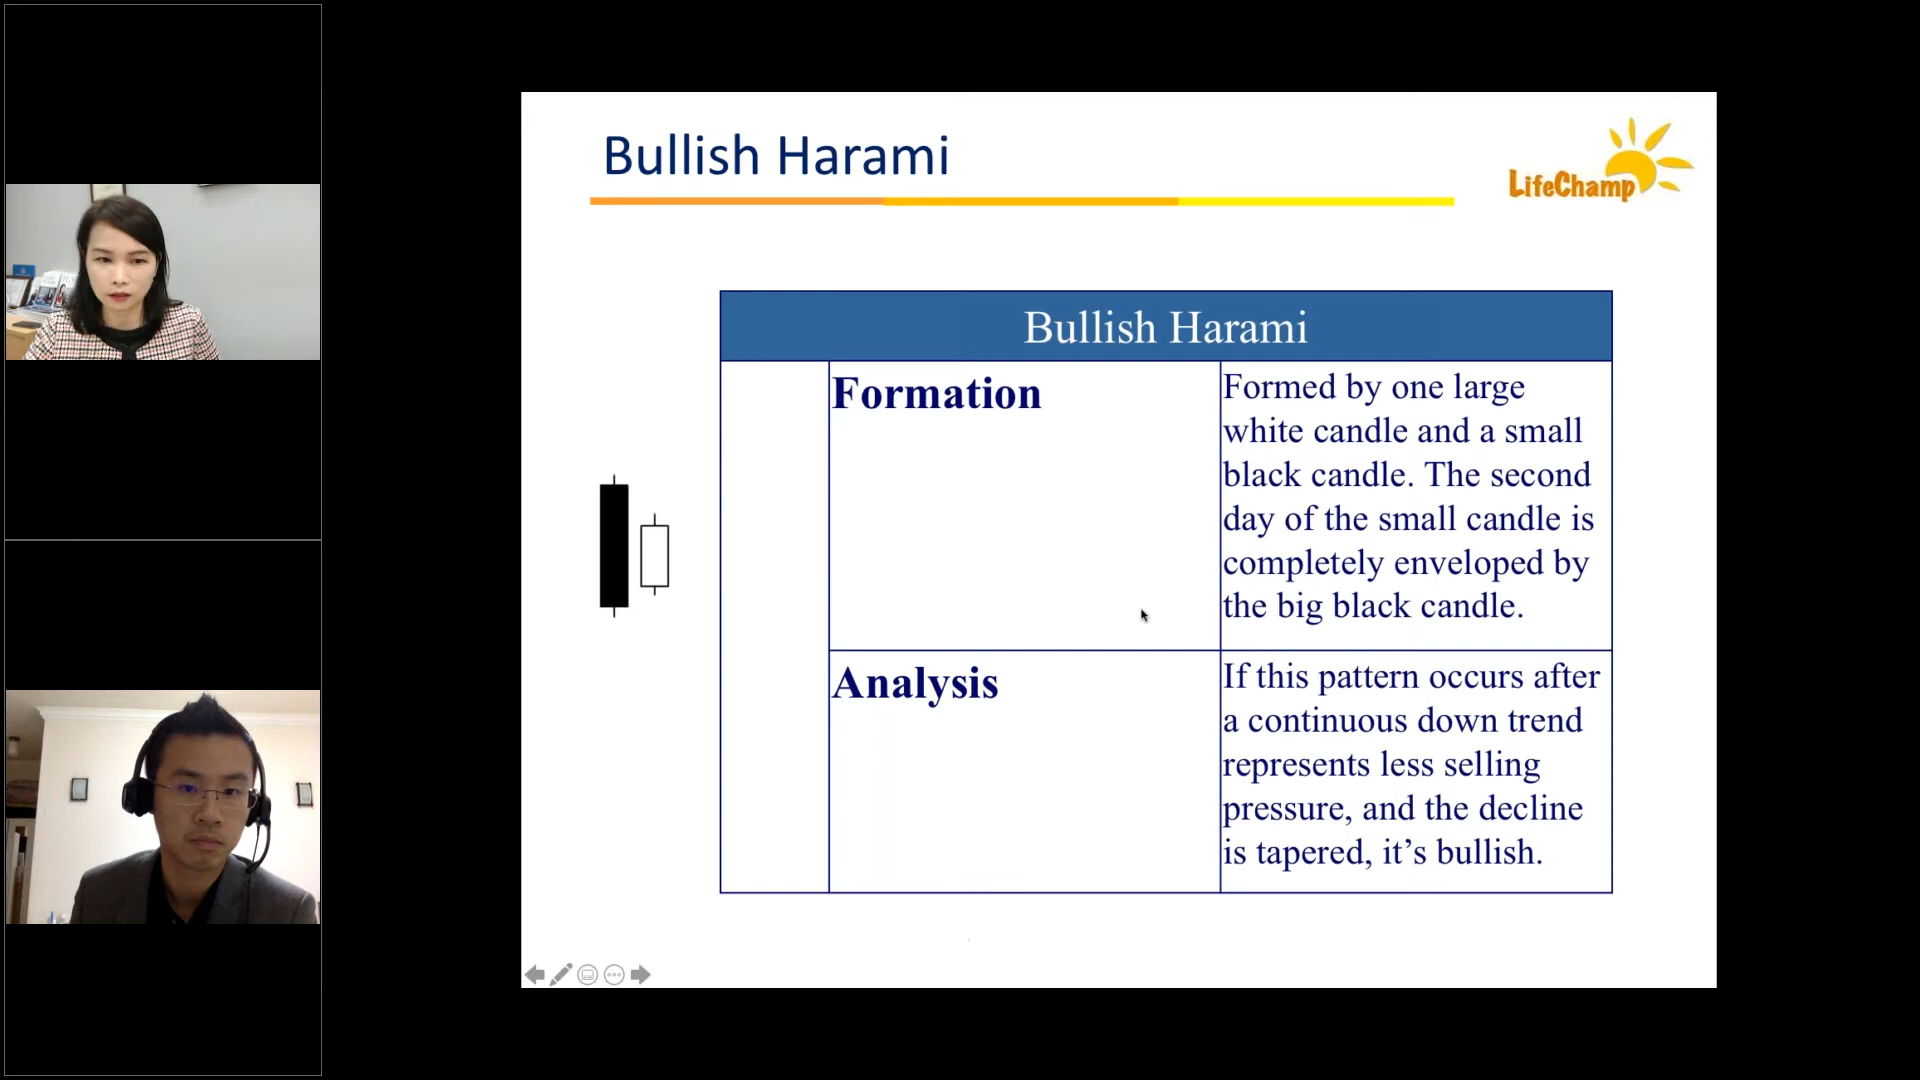 Bullish Harami
LifeChamp
Bullish Harami
Formation
Formed by one large
white candle and a small
black candle. The second
day of the small candle is
completely enveloped by
the big black candle.
Analysis
If this pattern occurs after
a continuous down trend
represents less selling
pressure, and the decline
is tapered, it’s bullish.